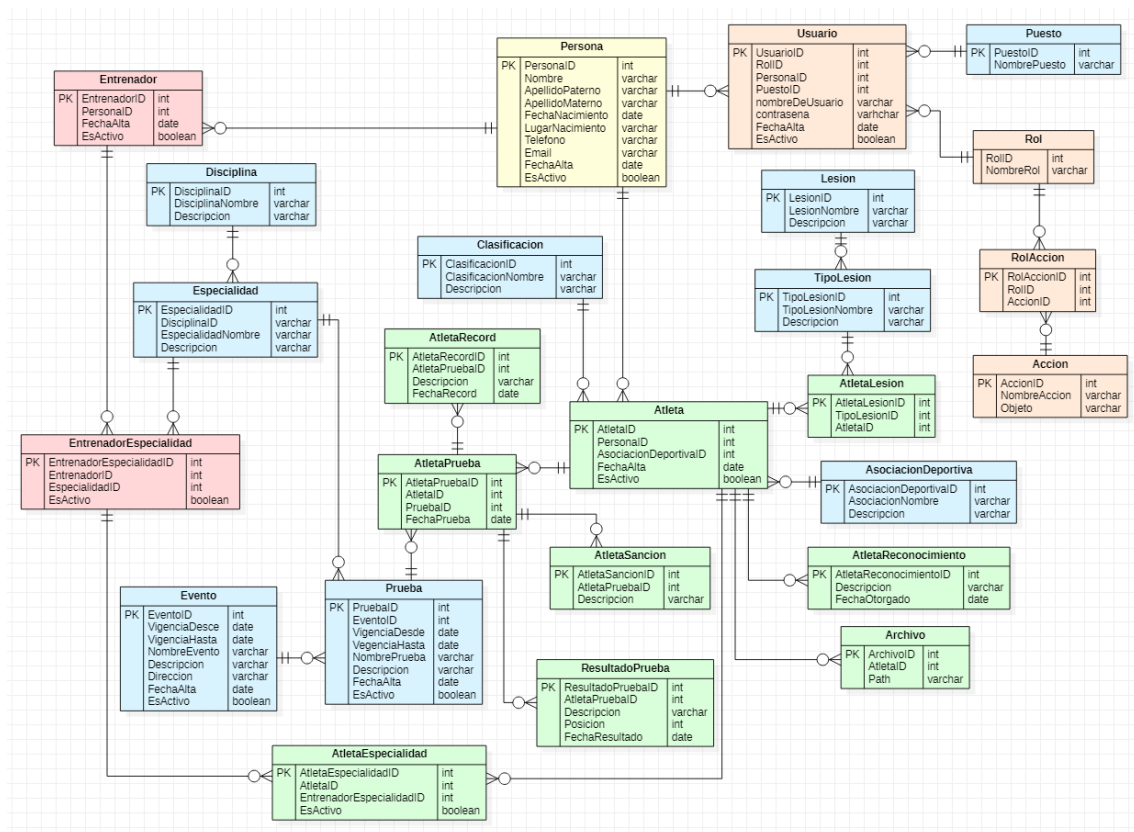 Usuario
PK UsuarioID int
RolID int
PersonaID int
PuestoID int
nombreDeUsuario varchar
contrasena varhchar
FechaAlta date
EsActivo boolean
Puesto
PK PuestoID int
NombrePuesto varchar
Persona
PK PersonaID int
Nombre varchar
ApellidoPaterno varchar
ApellidoMaterno varchar
FechaNacimiento date
LugarNacimiento varchar
Telefono varchar
Email varchar
FechaAlta date
EsActivo boolean
Entrenador
PK EntrenadorID int
PersonaID int
FechaAlta date
EsActivo boolean
Rol
RolID int
NombreRol varchar
Disciplina
PK DisciplinaID int
DisciplinaNombre varchar
Descripcion varchar
Lesion
PK LesionID int
LesionNombre varchar
Descripcion varchar
Clasificacion
PK ClasificacionID int
ClasificacionNombre varchar
Descripcion varchar
RolAccion
PK RolAccionID int
RolID int
AccionID int
TipoLesion
PK TipoLesionID int
TipoLesionNombre varchar
Descripcion varchar
Especialidad
PK EspecialidadID int
DisciplinaID varchar
EspecialidadNombre varchar
Descripcion varchar
AtletaRecord
PK AtletaRecordID int
AtletaPruebaID int
Descripcion varchar
FechaRecord date
Accion
PK AccionID int
NombreAccion varchar
Objeto varchar
AtletaLesion
PK AtletaLesionID int
TipoLesionID int
AtletaID int
Atleta
PK AtletaID int
PersonaID int
AsociacionDeportivaID int
FechaAlta date
EsActivo boolean
EntrenadorEspecialidad
PK EntrenadorEspecialidadID int
EntrenadorID int
EspecialidadID int
EsActivo boolean
AtletaPrueba
PK AtletaPruebaID int
AtletaID int
PruebaID int
FechaPrueba date
AsociacionDeportiva
PK AsociacionDeportivaID int
AsociacionNombre varchar
Descripcion varchar
AtletaSancion
PK AtletaSancionID int
AtletaPruebaID int
Descripcion varchar
AtletaReconocimiento
PK AtletaReconocimientoID int
Descripcion varchar
FechaOtorgado date
Evento
PK EventoID int
VigenciaDesce date
VigenciaHasta date
NombreEvento varchar
Descripcion varchar
Direccion varchar
FechaAlta date
EsActivo boolean
Prueba
PK PruebaID int
EventoID int
VigenciaDesde date
VegenciaHasta date
NombrePrueba varchar
Descripcion varchar
FechaAlta date
EsActivo boolean
Archivo
PK ArchivoID int
AtletaID int
Path varchar
ResultadoPrueba
PK ResultadoPruebaID int
AtletaPruebaID int
Descripcion varchar
Posicion int
FechaResultado date
AtletaEspecialidad
PK AtletaEspecialidadID int
AtletaID int
EntrenadorEspecialidadID int
EsActivo boolean